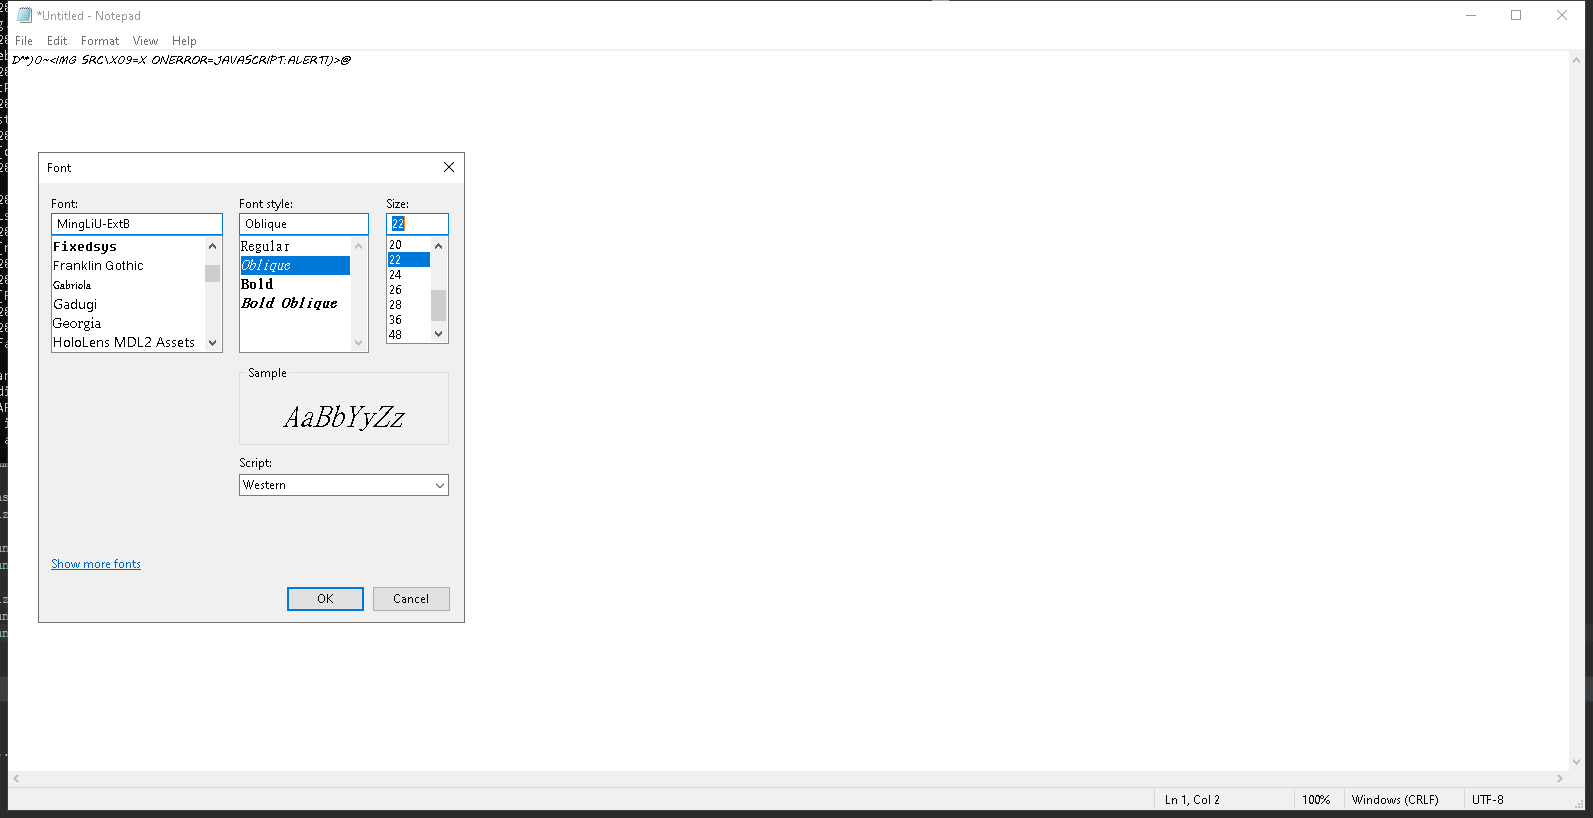 *Untitled - Notepad
File Edit Format View Help
D^*)O~<IMG SRC\X09=X ONERROR=JAVASCRIPT:ALERT1)>@
Font
Font: Font style: Size:
MingLiU-ExtB Oblique 22
Fixedsys Regular 20
Franklin Gothic Oblique 22
Gabriola Bold 24
Gadugi Bold Oblique 26
Georgia 28
HoloLens MDL2 Assets 36
48
Sample
AaBbYyZz
Script:
Western
Show more fonts
OK Cancel
Ln 1, Col 2 100% Windows (CRLF) UTF-8